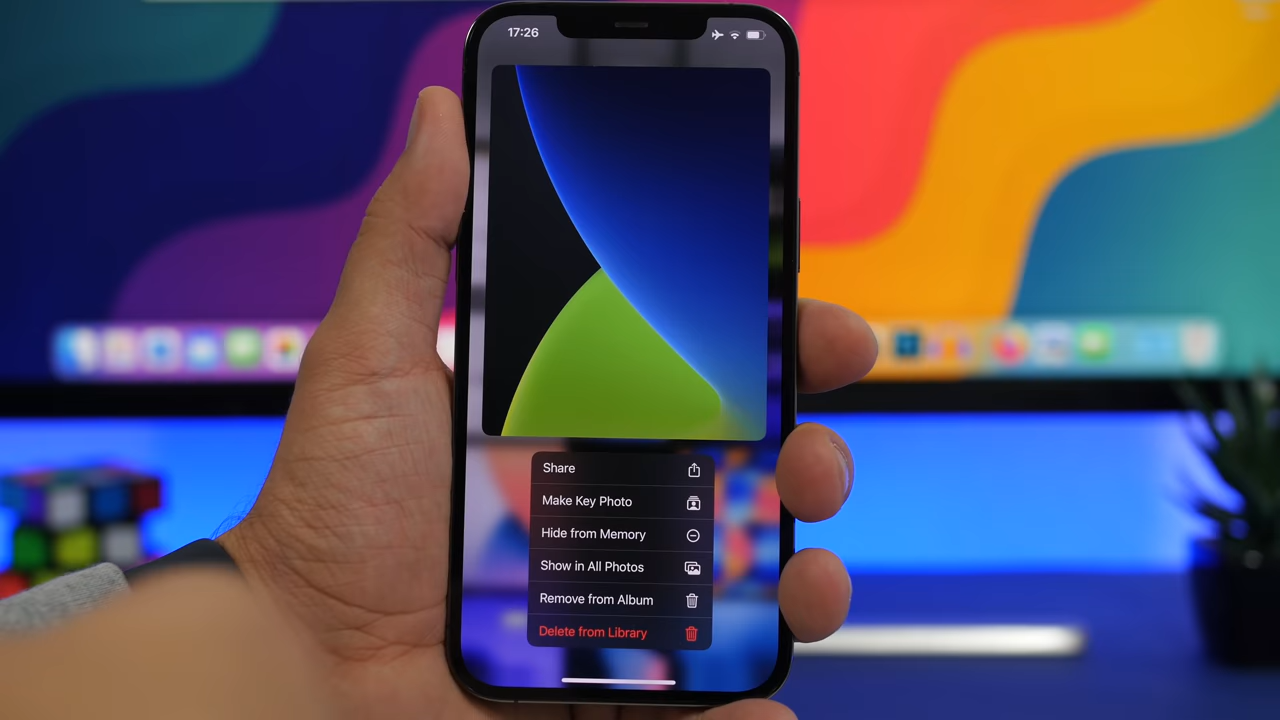 17:26
Share
Make Key Photo
Hide from Memory
Show in All Photos
Remove from Album
Delete from Library